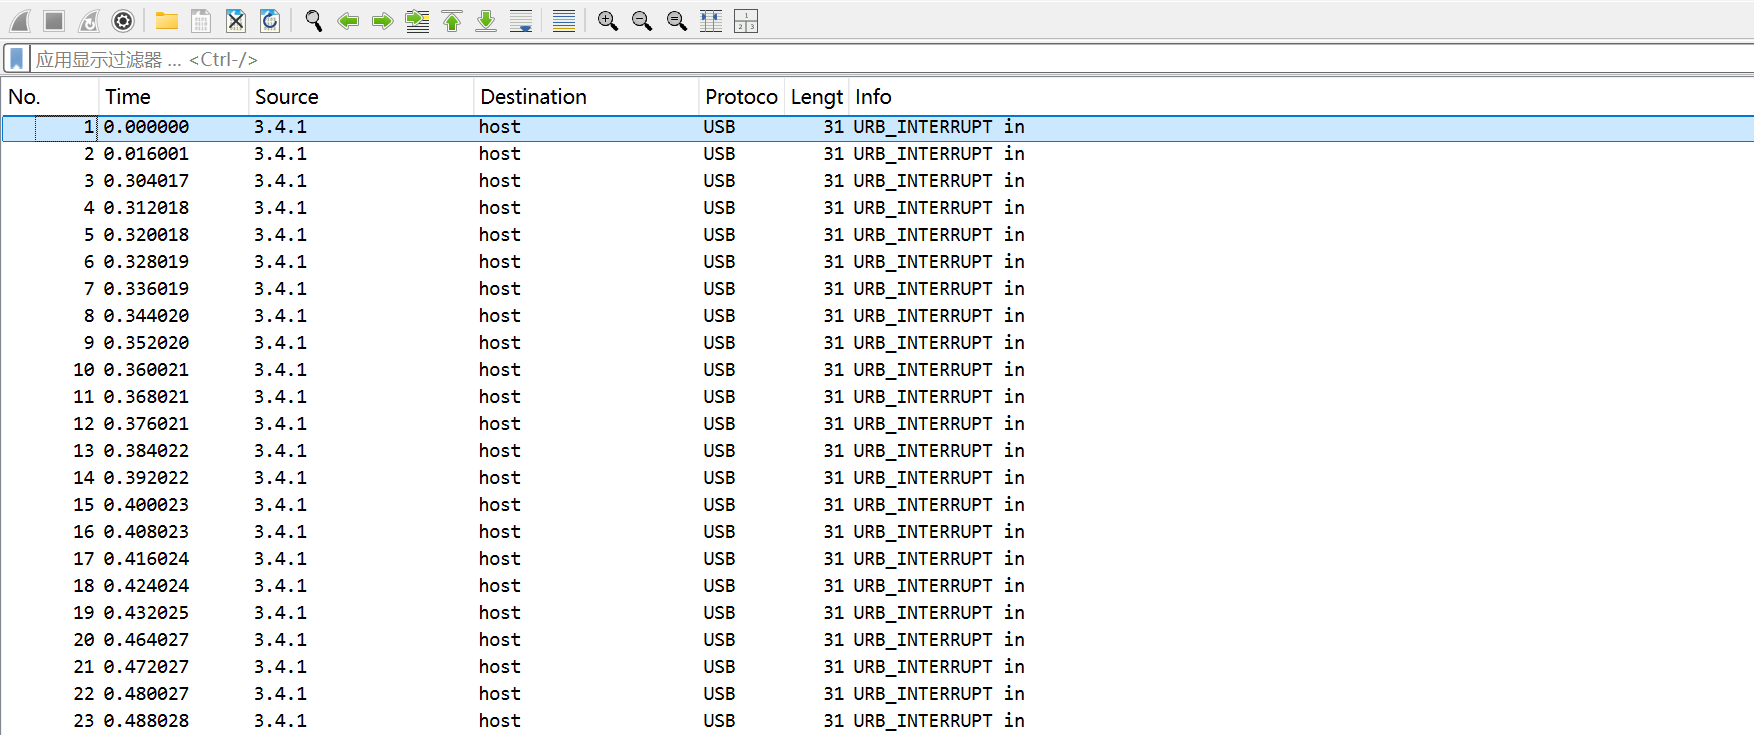 应用显示过滤器 … <Ctrl-/>
No. Time Source Destination Protoco Lengt Info
1 0.000000 3.4.1 host USB 31 URB_INTERRUPT in
2 0.016001 3.4.1 host USB 31 URB_INTERRUPT in
3 0.304017 3.4.1 host USB 31 URB_INTERRUPT in
4 0.312018 3.4.1 host USB 31 URB_INTERRUPT in
5 0.320018 3.4.1 host USB 31 URB_INTERRUPT in
6 0.328019 3.4.1 host USB 31 URB_INTERRUPT in
7 0.336019 3.4.1 host USB 31 URB_INTERRUPT in
8 0.344020 3.4.1 host USB 31 URB_INTERRUPT in
9 0.352020 3.4.1 host USB 31 URB_INTERRUPT in
10 0.360021 3.4.1 host USB 31 URB_INTERRUPT in
11 0.368021 3.4.1 host USB 31 URB_INTERRUPT in
12 0.376021 3.4.1 host USB 31 URB_INTERRUPT in
13 0.384022 3.4.1 host USB 31 URB_INTERRUPT in
14 0.392022 3.4.1 host USB 31 URB_INTERRUPT in
15 0.400023 3.4.1 host USB 31 URB_INTERRUPT in
16 0.408023 3.4.1 host USB 31 URB_INTERRUPT in
17 0.416024 3.4.1 host USB 31 URB_INTERRUPT in
18 0.424024 3.4.1 host USB 31 URB_INTERRUPT in
19 0.432025 3.4.1 host USB 31 URB_INTERRUPT in
20 0.464027 3.4.1 host USB 31 URB_INTERRUPT in
21 0.472027 3.4.1 host USB 31 URB_INTERRUPT in
22 0.480027 3.4.1 host USB 31 URB_INTERRUPT in
23 0.488028 3.4.1 host USB 31 URB_INTERRUPT in